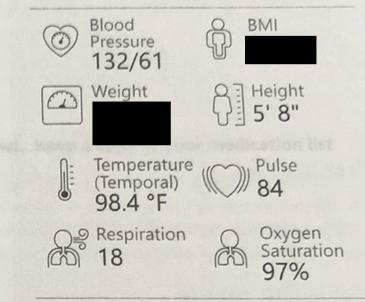 Blood
Pressure
132/61
BMI
Weight
Height
5' 8"
Temperature
(Temporal)
98.4 °F
Pulse
84
Respiration
18
Oxygen
Saturation
97%